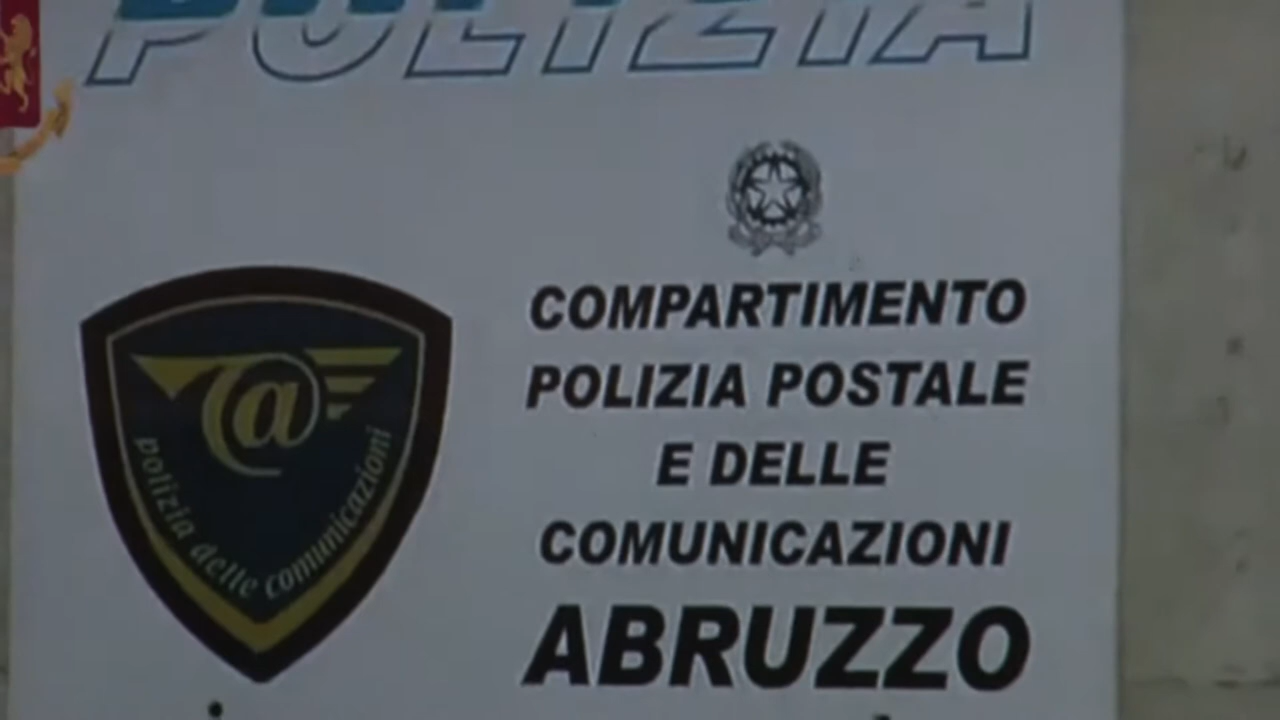 POLIZIA
COMPARTIMENTO
POLIZIA POSTALE
E DELLE
COMUNICAZIONI
ABRUZZO
@
polizia delle comunicazioni